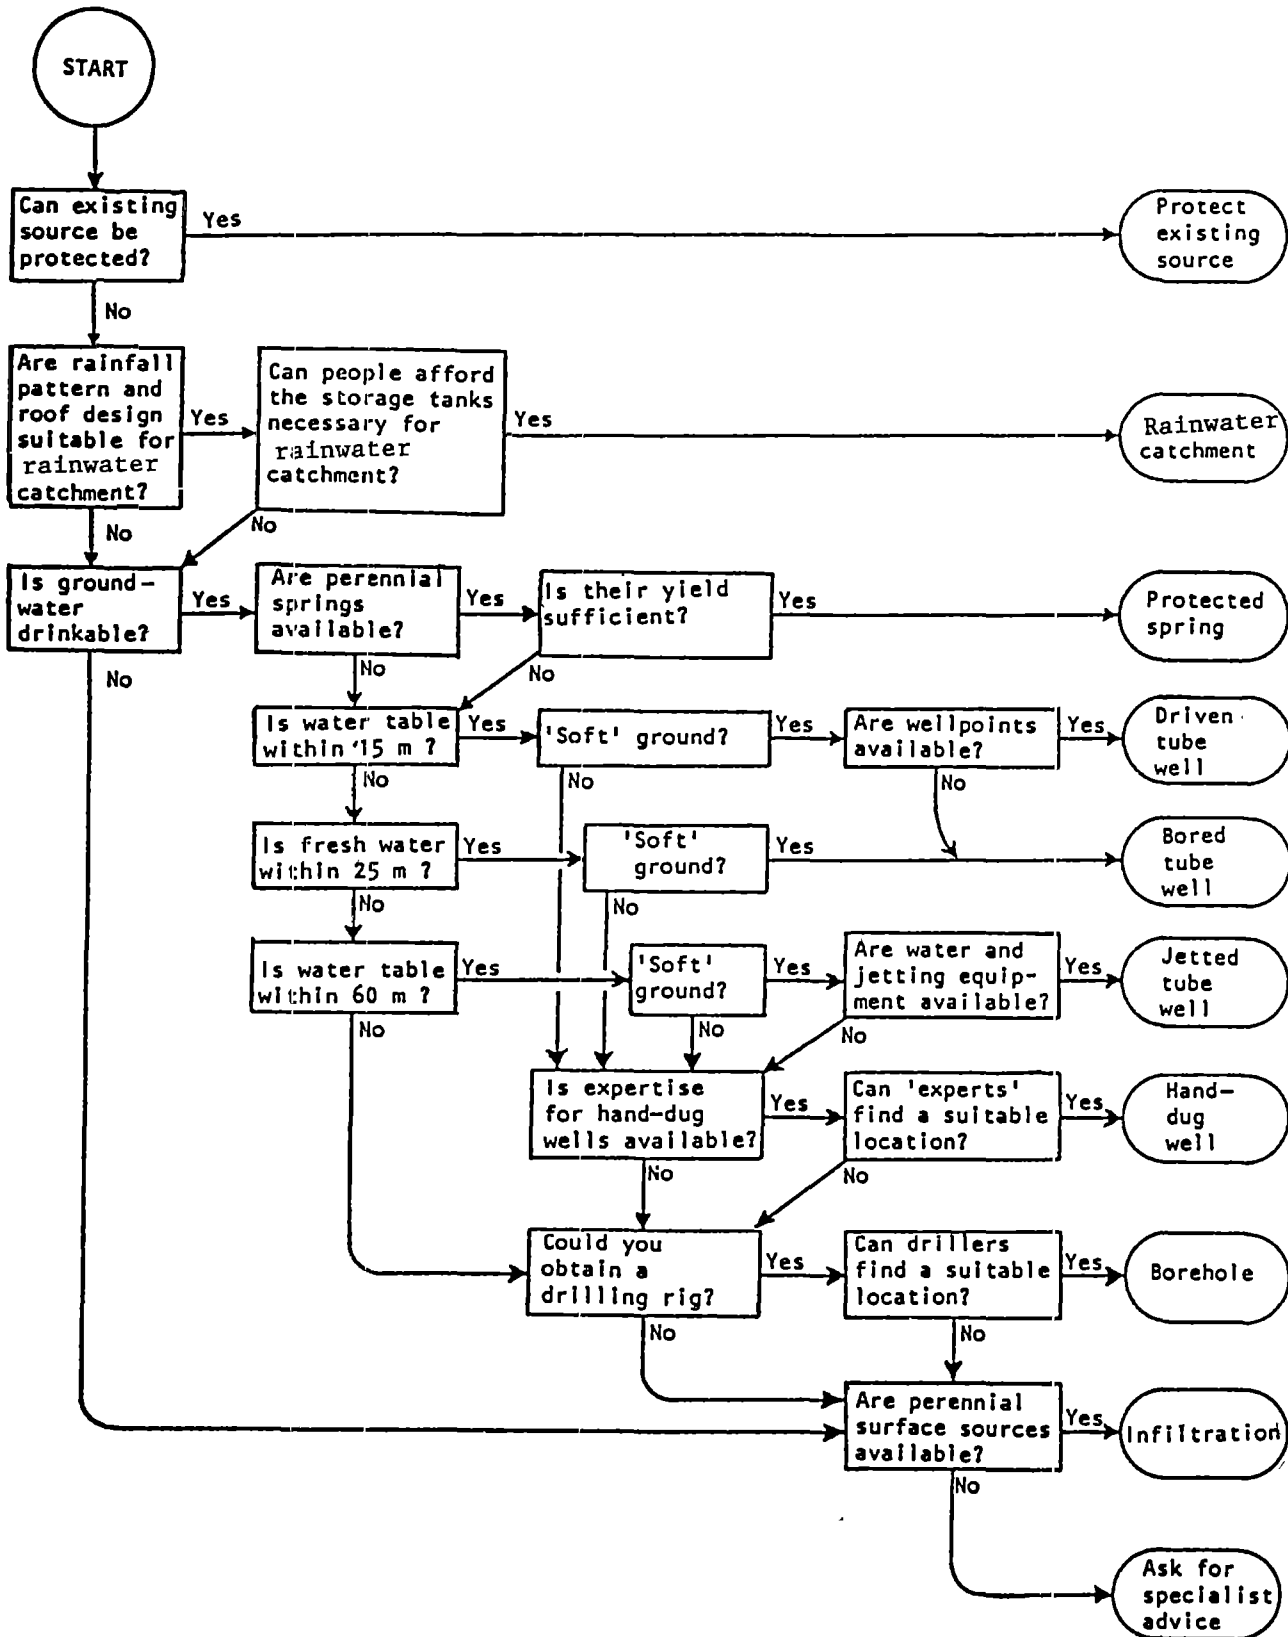 START
Can existing
source be
protected?
Yes
Protect
existing
source
No
Are rainfall
pattern and
roof design
suitable for
rainwater
catchment?
Yes
Can people afford
the storage tanks
necessary for
rainwater
catchment?
Yes
Rainwater
catchment
No
No
Is ground-
water
drinkable?
Yes
Are perennial
springs
available?
Yes
Is their yield
sufficient?
Yes
Protected
spring
No
No
No
Is water table
within 15 m ?
Yes
'Soft' ground?
Yes
Are wellpoints
available?
Yes
Driven
tube
well
No
No
No
Is fresh water
within 25 m ?
Yes
'Soft'
ground?
Yes
Bored
tube
well
No
No
Is water table
within 60 m ?
Yes
'Soft'
ground?
Yes
Are water and
jetting equip-
ment available?
Yes
Jetted
tube
well
No
No
No
Is expertise
for hand-dug
wells available?
Yes
Can 'experts'
find a suitable
location?
Yes
Hand-
dug
well
No
No
Could you
obtain a
drilling rig?
Yes
Can drillers
find a suitable
location?
Yes
Borehole
No
No
Are perennial
surface sources
available?
Yes
Infiltration
No
Ask for
specialist
advice